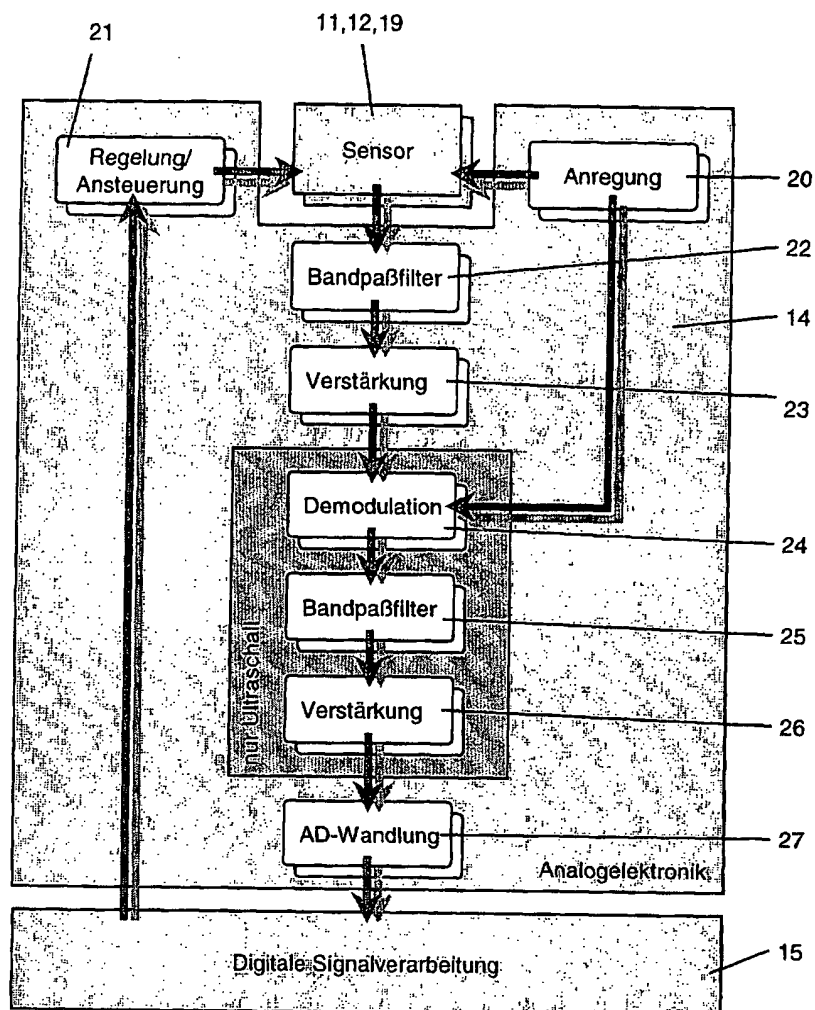 11,12,19
21
Sensor
Regelung/
Ansteuerung
Anregung
20
Bandpaßfilter
22
14
Verstärkung
23
Demodulation
24
Bandpaßfilter
25
nur Ultraschall
Verstärkung
26
AD-Wandlung
27
Analogelektronik
Digitale Signalverarbeitung
15